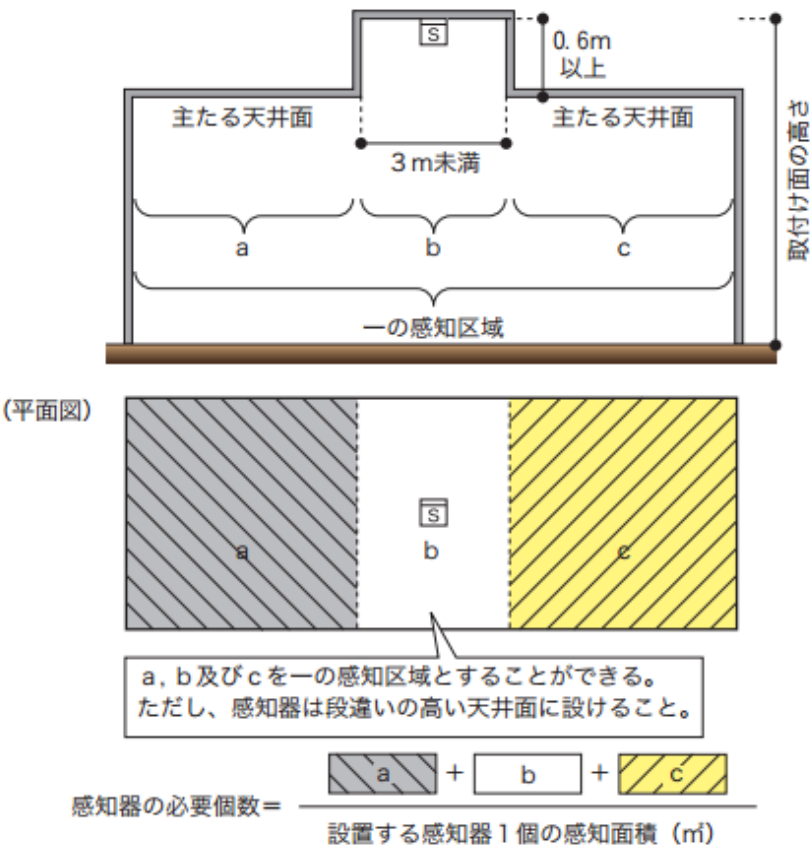 S
0.6m
以上
主たる天井面
主たる天井面
3m未満
取付け面の高さ
a
b
c
一の感知区域
(平面図)
S
a
b
c
a, b及びcを一の感知区域とすることができる。
ただし、感知器は段違いの高い天井面に設けること。
感知器の必要個数=
a + b + c
設置する感知器1個の感知面積(㎡)